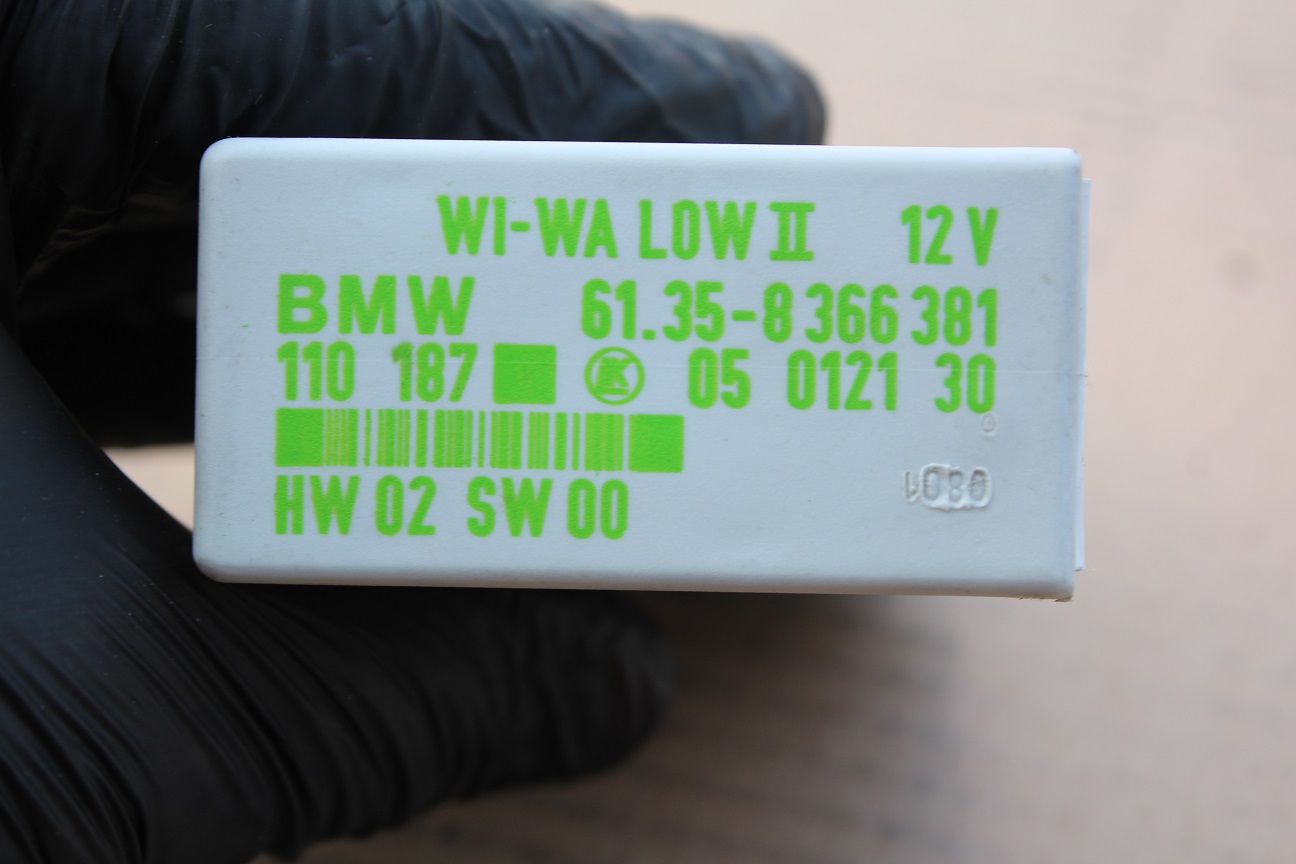 WI-WA LOW II 12 V
BMW 61.35-8 366 381
110 187 K 05 0121 30
HW 02 SW 00